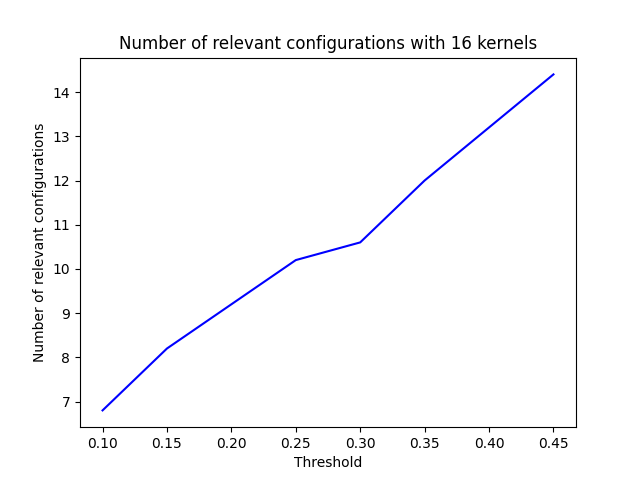 Number of relevant configurations with 16 kernels
Number of relevant configurations
14
13
12
11
10
9
8
7
0.10 0.15 0.20 0.25 0.30 0.35 0.40 0.45
Threshold